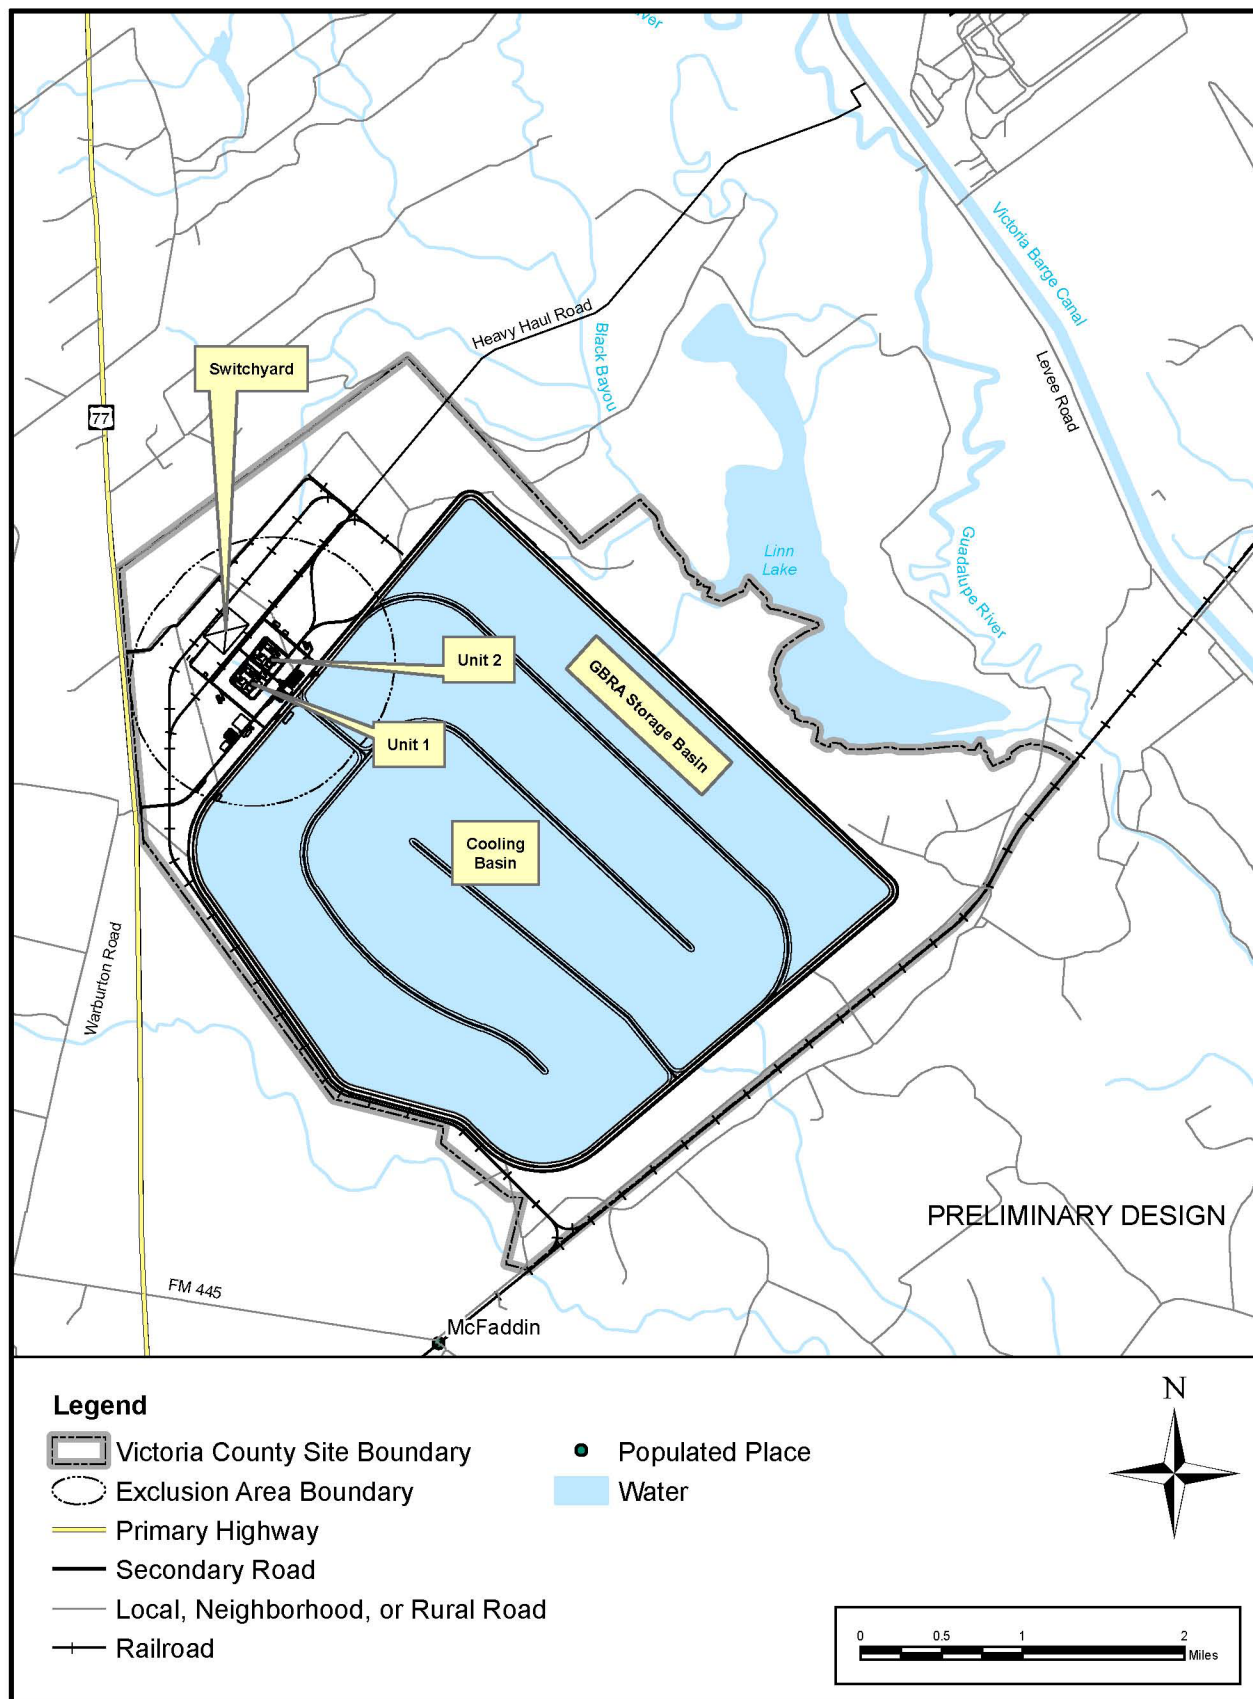 River
Victoria Barge Canal
Heavy Haul Road
Black Bayou
Levee Road
Switchyard
77
Linn
Lake
Guadalupe River
Unit 2
GBRA Storage Basin
Unit 1
Cooling
Basin
Warburton Road
PRELIMINARY DESIGN
FM 445
McFaddin
Legend
Victoria County Site Boundary
Exclusion Area Boundary
Primary Highway
Secondary Road
Local, Neighborhood, or Rural Road
Railroad
Populated Place
Water
N
0 0.5 1 2
Miles